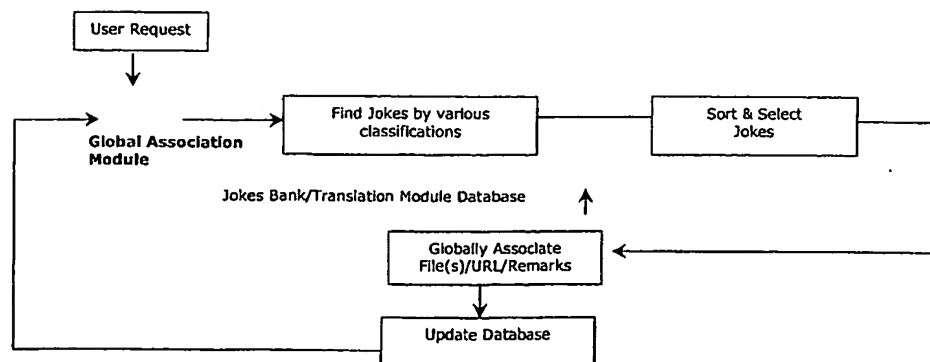 User Request
Global Association
Module
Find Jokes by various
classifications
Sort & Select
Jokes
Jokes Bank/Translation Module Database
Globally Associate
File(s)/URL/Remarks
Update Database